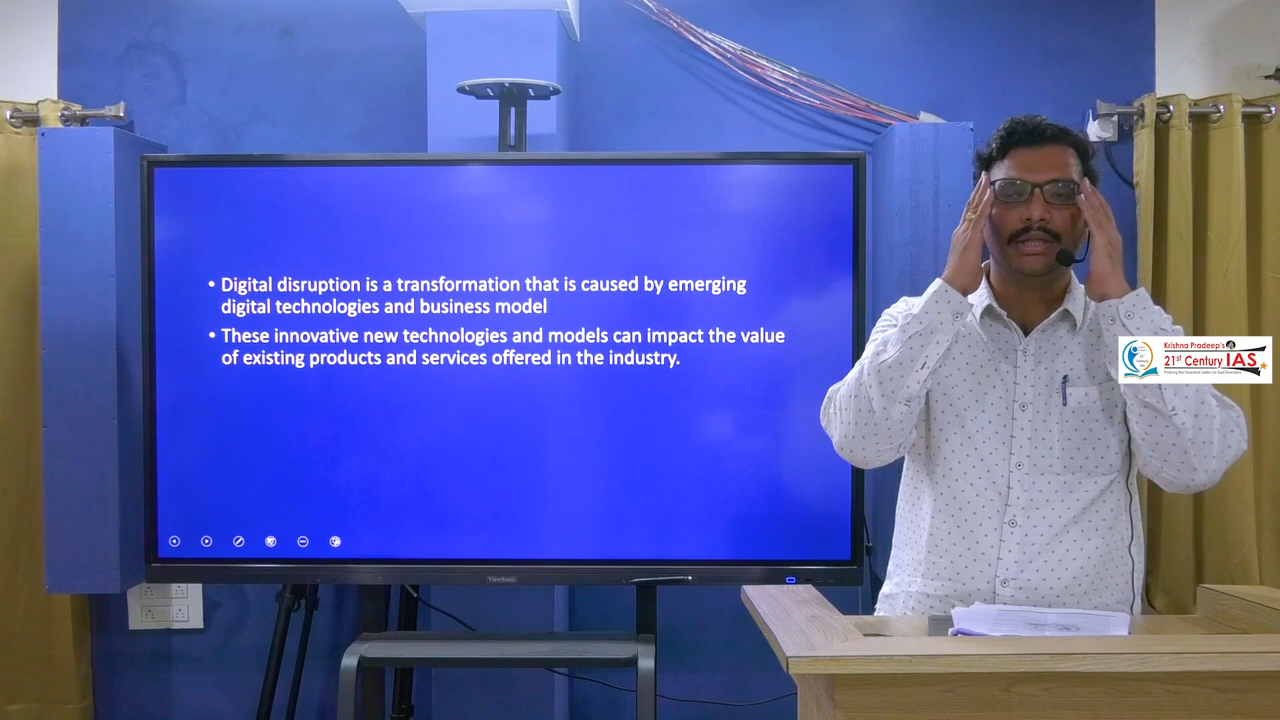 • Digital disruption is a transformation that is caused by emerging
digital technologies and business model
• These innovative new technologies and models can impact the value
of existing products and services offered in the industry.
ViewSonic
Krishna Pradeep's
21st Century IAS